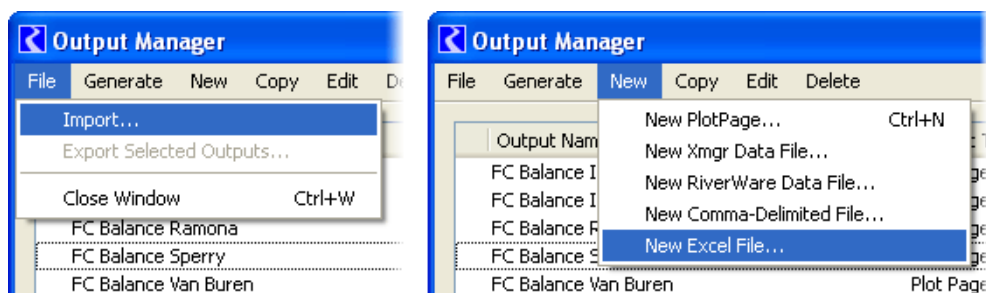 Output Manager
File Generate New Copy Edit
Import...
Export Selected Outputs...
Close Window Ctrl+W
FC Balance Ramona
FC Balance Sperry
FC Balance Van Buren
Output Manager
File Generate New Copy Edit Delete
New PlotPage... Ctrl+N
Output Nam
New Xmgr Data File...
FC Balance I
New RiverWare Data File...
FC Balance I
New Comma-Delimited File...
FC Balance R
New Excel File...
FC Balance S
FC Balance Van Buren Plot Page